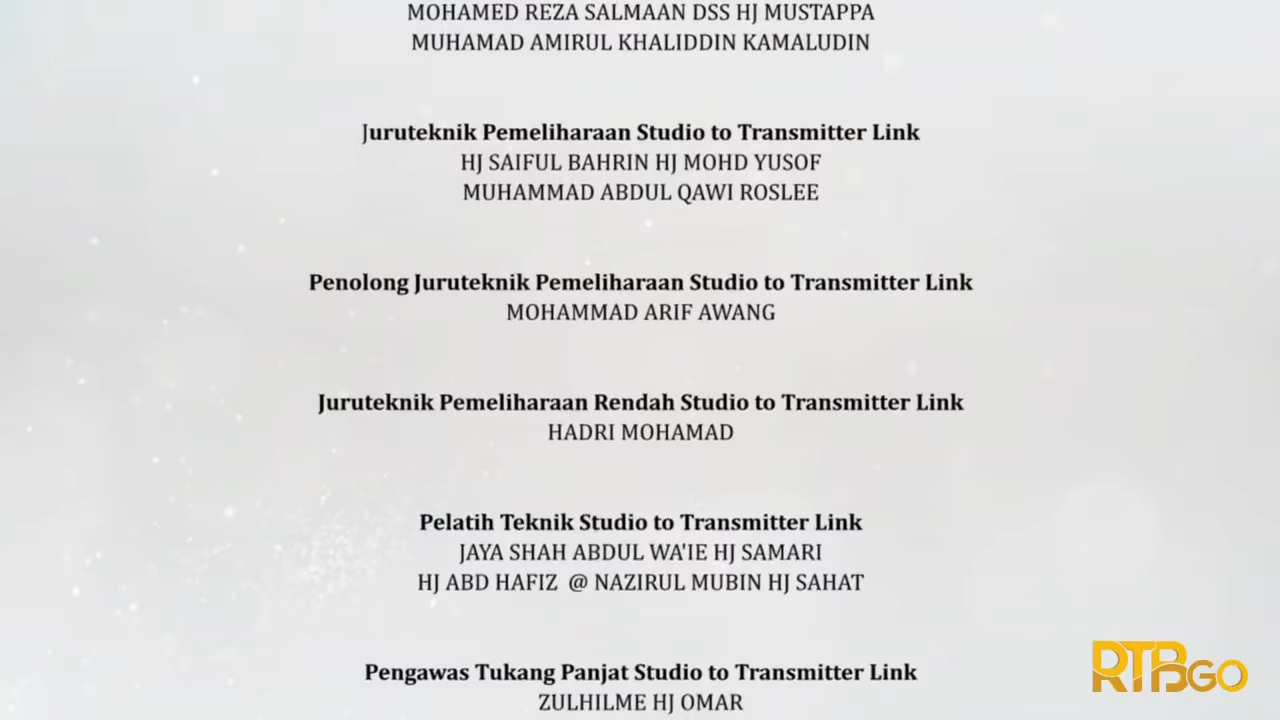 MOHAMED REZA SALMAAN DSS HJ MUSTAPPA
MUHAMAD AMIRUL KHALIDDIN KAMALUDIN
Juruteknik Pemeliharaan Studio to Transmitter Link
HJ SAIFUL BAHRIN HJ MOHD YUSOF
MUHAMMAD ABDUL QAWI ROSLEE
Penolong Juruteknik Pemeliharaan Studio to Transmitter Link
MOHAMMAD ARIF AWANG
Juruteknik Pemeliharaan Rendah Studio to Transmitter Link
HADRI MOHAMAD
Pelatih Teknik Studio to Transmitter Link
JAYA SHAH ABDUL WA'IE HJ SAMARI
HJ ABD HAFIZ @ NAZIRUL MUBIN HJ SAHAT
Pengawas Tukang Panjat Studio to Transmitter Link
ZULHILME HJ OMAR
RTBGO